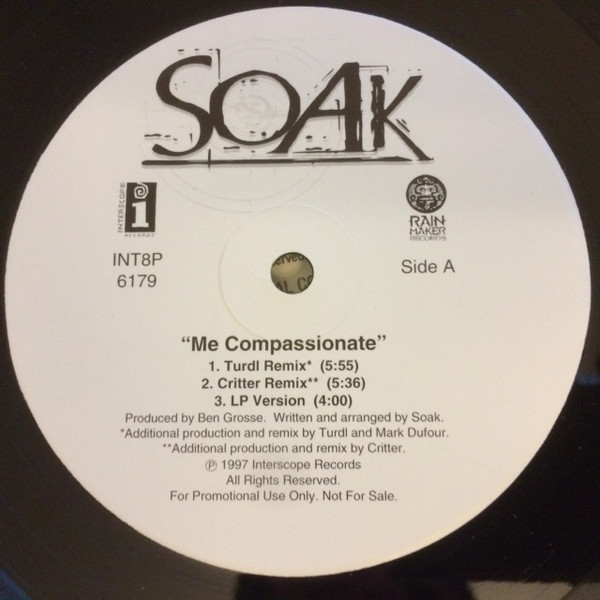 SOAK
INTERSCOPE
RECORDS
RAIN
MAKER
RECORDS
INT8P
6179
Side A
erved
AL CO
“Me Compassionate”
1. Turdl Remix* (5:55)
2. Critter Remix** (5:36)
3. LP Version (4:00)
Produced by Ben Grosse. Written and arranged by Soak.
*Additional production and remix by Turdl and Mark Dufour.
**Additional production and remix by Critter.
℗ 1997 Interscope Records
All Rights Reserved.
For Promotional Use Only. Not For Sale.